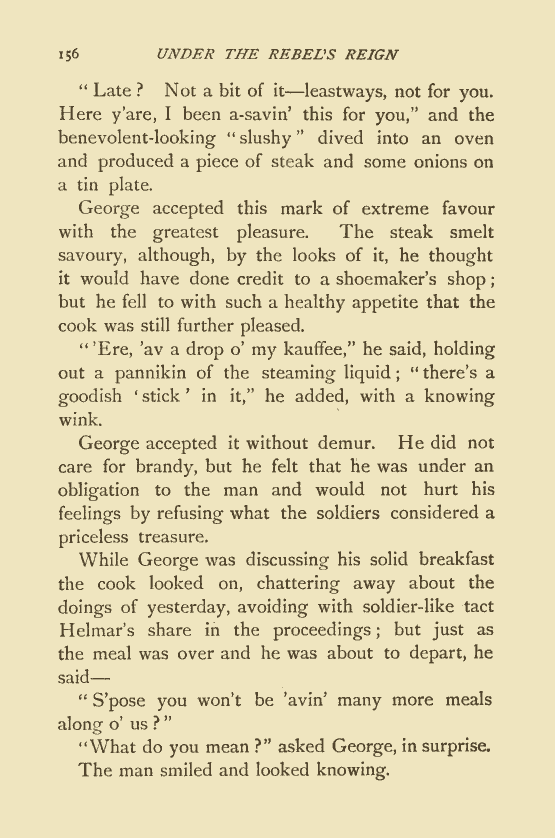 156 UNDER THE REBEL'S REIGN
“ Late ? Not a bit of it—leastways, not for you.
Here y'are, I been a-savin' this for you,” and the
benevolent-looking “ slushy ” dived into an oven
and produced a piece of steak and some onions on
a tin plate.
George accepted this mark of extreme favour
with the greatest pleasure. The steak smelt
savoury, although, by the looks of it, he thought
it would have done credit to a shoemaker's shop ;
but he fell to with such a healthy appetite that the
cook was still further pleased.
“ 'Ere, 'av a drop o' my kauffee,” he said, holding
out a pannikin of the steaming liquid ; “ there's a
goodish ‘ stick ’ in it,” he added, with a knowing
wink.
George accepted it without demur. He did not
care for brandy, but he felt that he was under an
obligation to the man and would not hurt his
feelings by refusing what the soldiers considered a
priceless treasure.
While George was discussing his solid breakfast
the cook looked on, chattering away about the
doings of yesterday, avoiding with soldier-like tact
Helmar's share in the proceedings ; but just as
the meal was over and he was about to depart, he
said—
“ S'pose you won't be 'avin' many more meals
along o' us ? ”
“What do you mean ?” asked George, in surprise.
The man smiled and looked knowing.